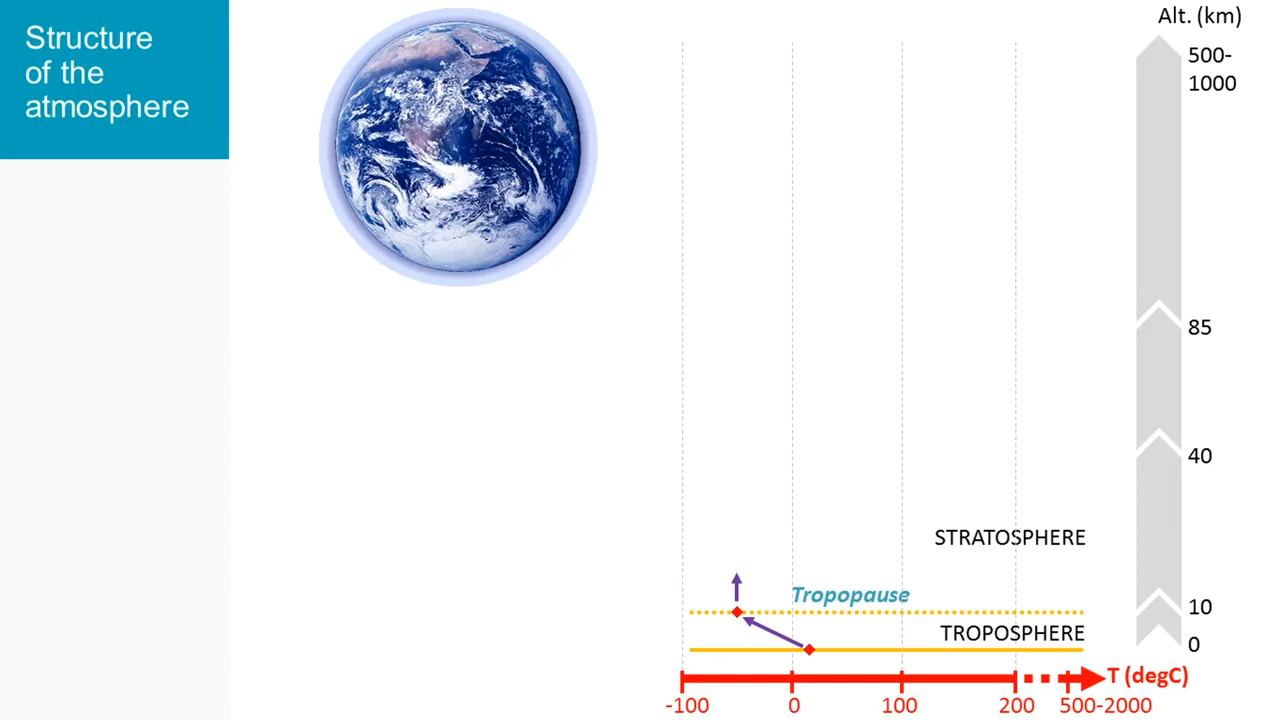 Structure
of the
atmosphere
Alt. (km)
500-
1000
85
40
STRATOSPHERE
Tropopause
10
TROPOSPHERE
0
T (degC)
-100 0 100 200 500-2000